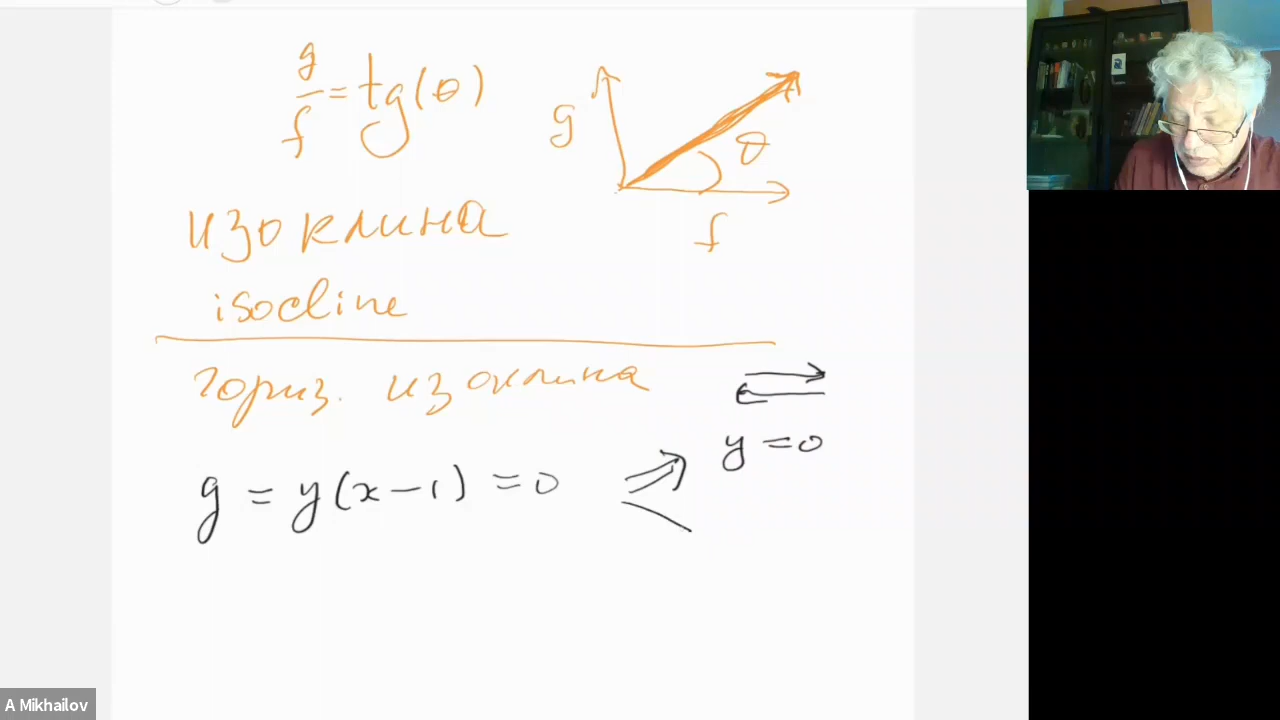 g/f = tg(θ)
g
θ
f
изоклина
isocline
гориз. изоклина
y = 0
g = y(x-1) = 0
A Mikhailov